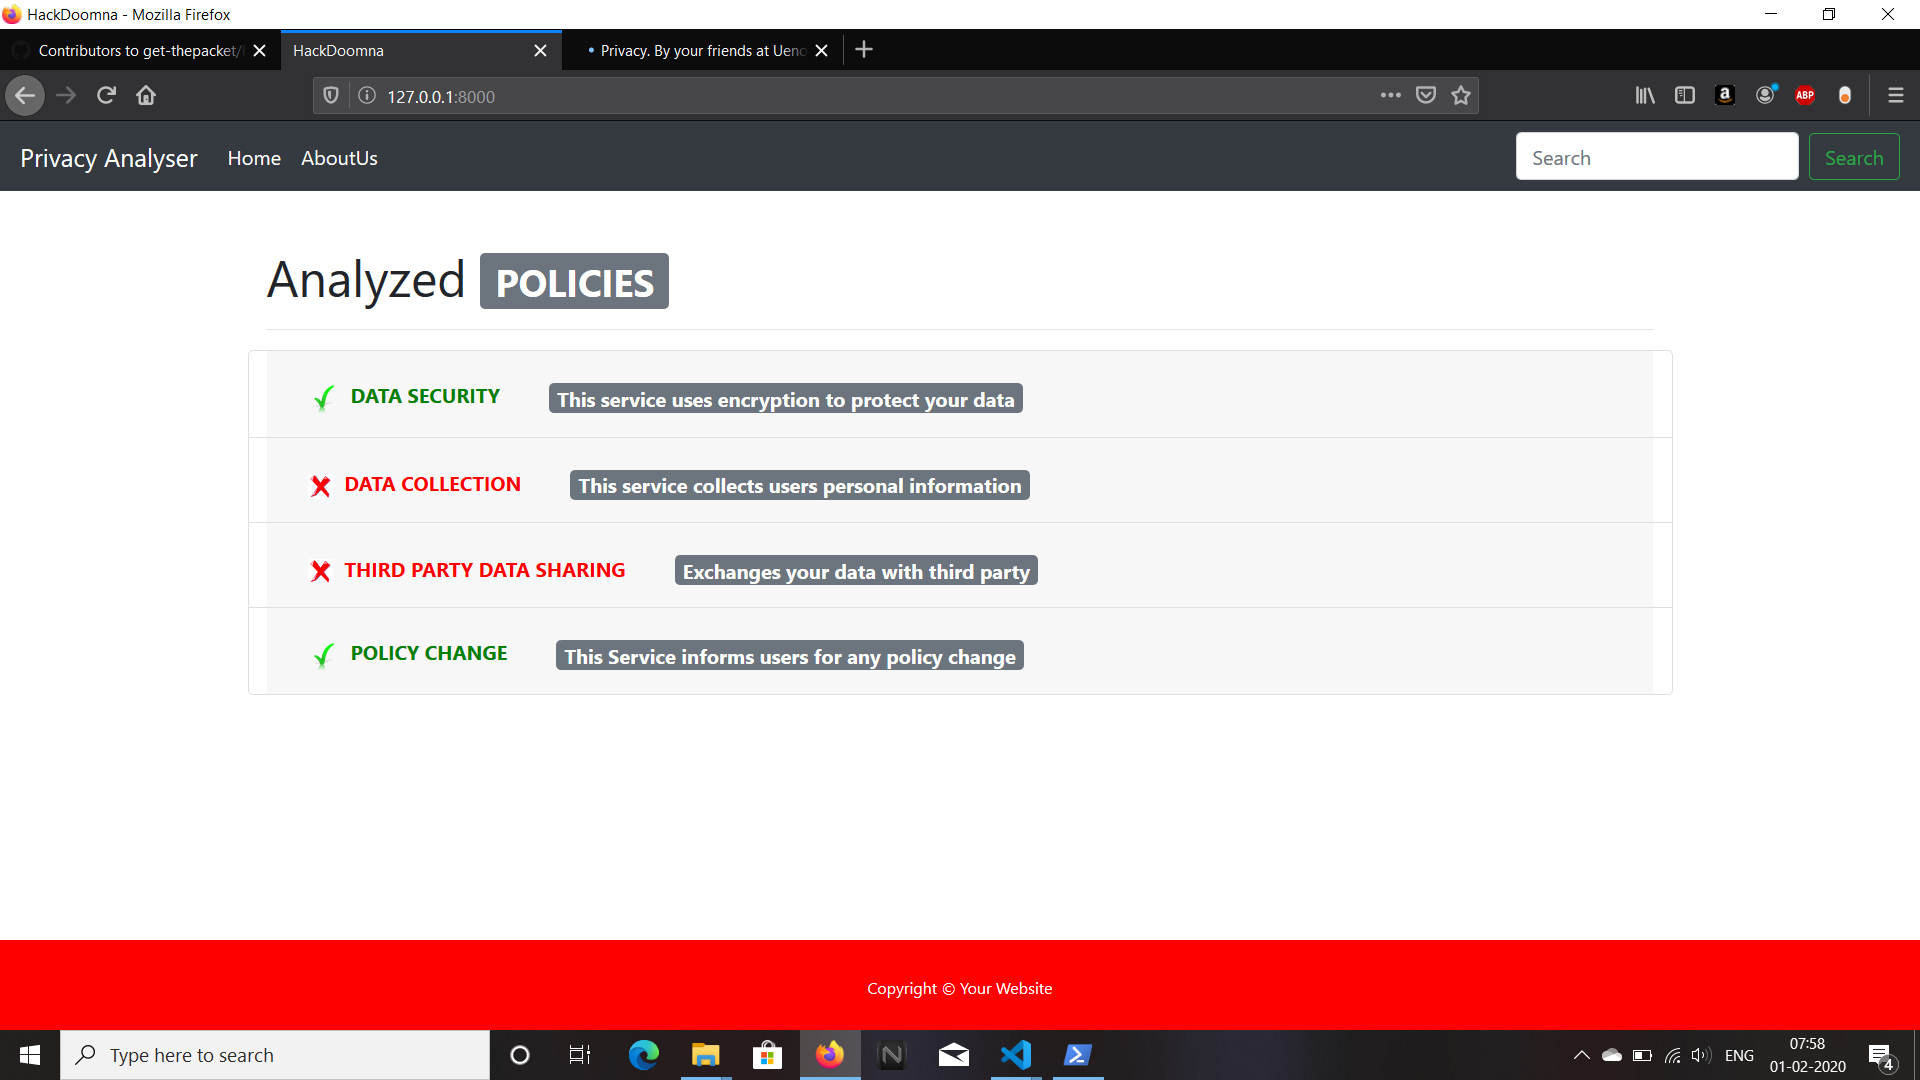 HackDoomna - Mozilla Firefox
Contributors to get-thepacket/
HackDoomna
Privacy. By your friends at Ueno
127.0.0.1:8000
ABP
Privacy Analyser Home AboutUs Search Search
Analyzed POLICIES
DATA SECURITY This service uses encryption to protect your data
DATA COLLECTION This service collects users personal information
THIRD PARTY DATA SHARING Exchanges your data with third party
POLICY CHANGE This Service informs users for any policy change
Copyright © Your Website
Type here to search
ENG
07:58
01-02-2020
4